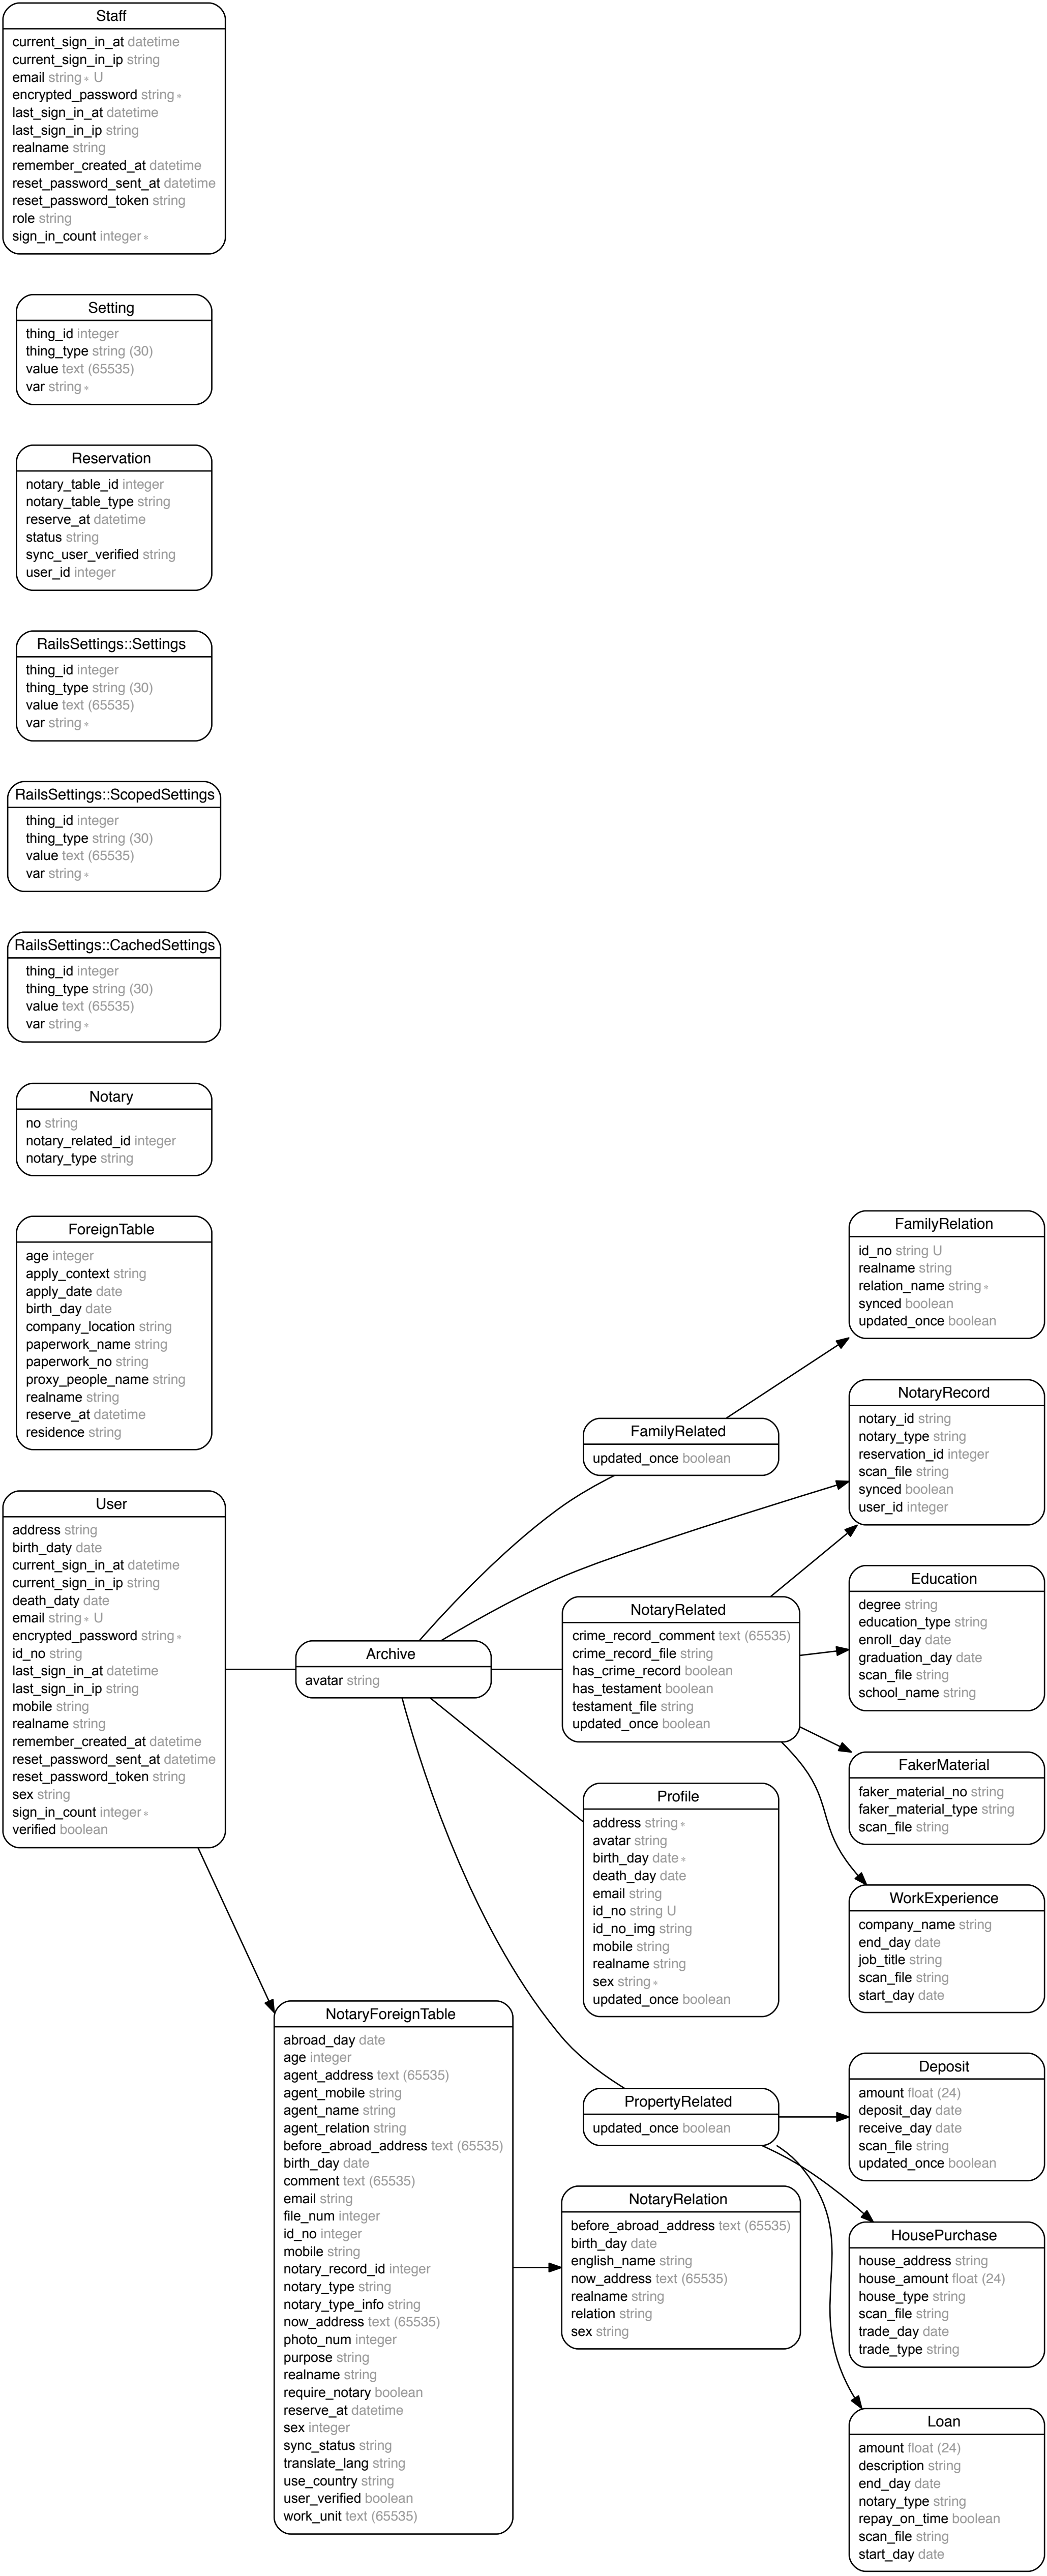 Staff
current_sign_in_at datetime
current_sign_in_ip string
email string ∗ U
encrypted_password string ∗
last_sign_in_at datetime
last_sign_in_ip string
realname string
remember_created_at datetime
reset_password_sent_at datetime
reset_password_token string
role string
sign_in_count integer ∗
Setting
thing_id integer
thing_type string (30)
value text (65535)
var string ∗
Reservation
notary_table_id integer
notary_table_type string
reserve_at datetime
status string
sync_user_verified string
user_id integer
RailsSettings::Settings
thing_id integer
thing_type string (30)
value text (65535)
var string ∗
RailsSettings::ScopedSettings
thing_id integer
thing_type string (30)
value text (65535)
var string ∗
RailsSettings::CachedSettings
thing_id integer
thing_type string (30)
value text (65535)
var string ∗
Notary
no string
notary_related_id integer
notary_type string
ForeignTable
age integer
apply_context string
apply_date date
birth_day date
company_location string
paperwork_name string
paperwork_no string
proxy_people_name string
realname string
reserve_at datetime
residence string
User
address string
birth_daty date
current_sign_in_at datetime
current_sign_in_ip string
death_daty date
email string ∗ U
encrypted_password string ∗
id_no string
last_sign_in_at datetime
last_sign_in_ip string
mobile string
realname string
remember_created_at datetime
reset_password_sent_at datetime
reset_password_token string
sex string
sign_in_count integer ∗
verified boolean
Archive
avatar string
NotaryForeignTable
abroad_day date
age integer
agent_address text (65535)
agent_mobile string
agent_name string
agent_relation string
before_abroad_address text (65535)
birth_day date
comment text (65535)
email string
file_num integer
id_no integer
mobile string
notary_record_id integer
notary_type string
notary_type_info string
now_address text (65535)
photo_num integer
purpose string
realname string
require_notary boolean
reserve_at datetime
sex integer
sync_status string
translate_lang string
use_country string
user_verified boolean
work_unit text (65535)
FamilyRelated
updated_once boolean
NotaryRelated
crime_record_comment text (65535)
crime_record_file string
has_crime_record boolean
has_testament boolean
testament_file string
updated_once boolean
Profile
address string ∗
avatar string
birth_day date ∗
death_day date
email string
id_no string U
id_no_img string
mobile string
realname string
sex string ∗
updated_once boolean
PropertyRelated
updated_once boolean
NotaryRelation
before_abroad_address text (65535)
birth_day date
english_name string
now_address text (65535)
realname string
relation string
sex string
FamilyRelation
id_no string U
realname string
relation_name string ∗
synced boolean
updated_once boolean
NotaryRecord
notary_id string
notary_type string
reservation_id integer
scan_file string
synced boolean
user_id integer
Education
degree string
education_type string
enroll_day date
graduation_day date
scan_file string
school_name string
FakerMaterial
faker_material_no string
faker_material_type string
scan_file string
WorkExperience
company_name string
end_day date
job_title string
scan_file string
start_day date
Deposit
amount float (24)
deposit_day date
receive_day date
scan_file string
updated_once boolean
HousePurchase
house_address string
house_amount float (24)
house_type string
scan_file string
trade_day date
trade_type string
Loan
amount float (24)
description string
end_day date
notary_type string
repay_on_time boolean
scan_file string
start_day date